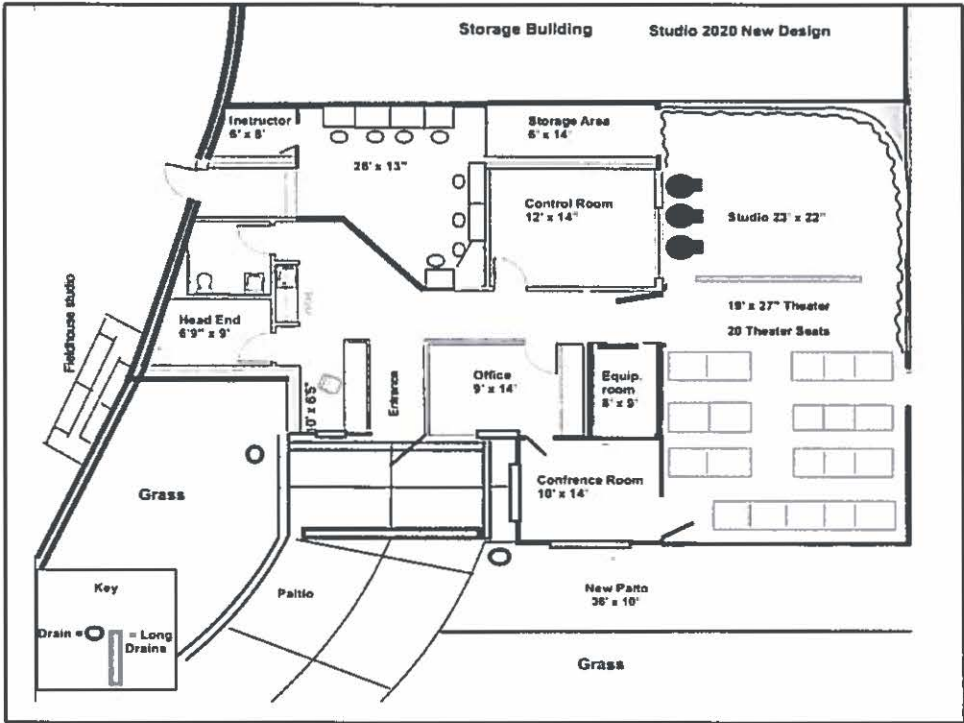 Storage Building
Studio 2020 New Design
Instructor
6' x 8'
Storage Area
6' x 14'
26' x 13"
Control Room
12' x 14"
Studio 23' x 22"
19' x 27" Theater
20 Theater Seats
Fieldhouse studio
Head End
6'9" x 9'
Entrance
Office
9' x 14'
Equip.
room
8' x 9'
Grass
Confrence Room
10' x 14'
Key
Drain =
= Long
Drains
Paitio
New Patio
36' x 10'
Grass